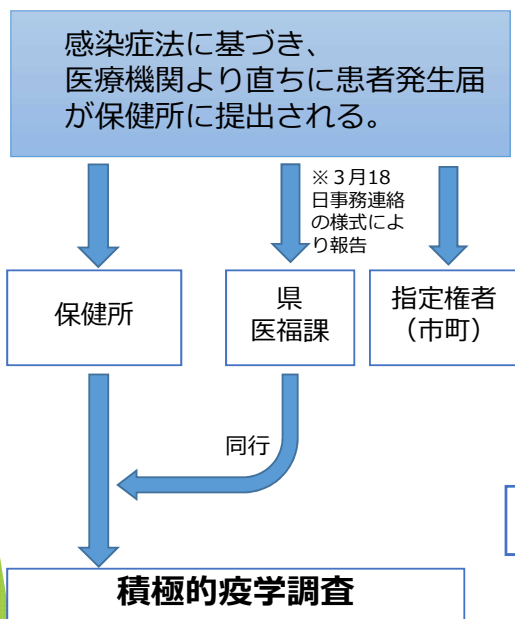 感染症法に基づき、
医療機関より直ちに患者発生届
が保健所に提出される。
※３月18
日事務連絡
の様式によ
り報告
保健所
県
医福課
指定権者
（市町）
同行
積極的疫学調査